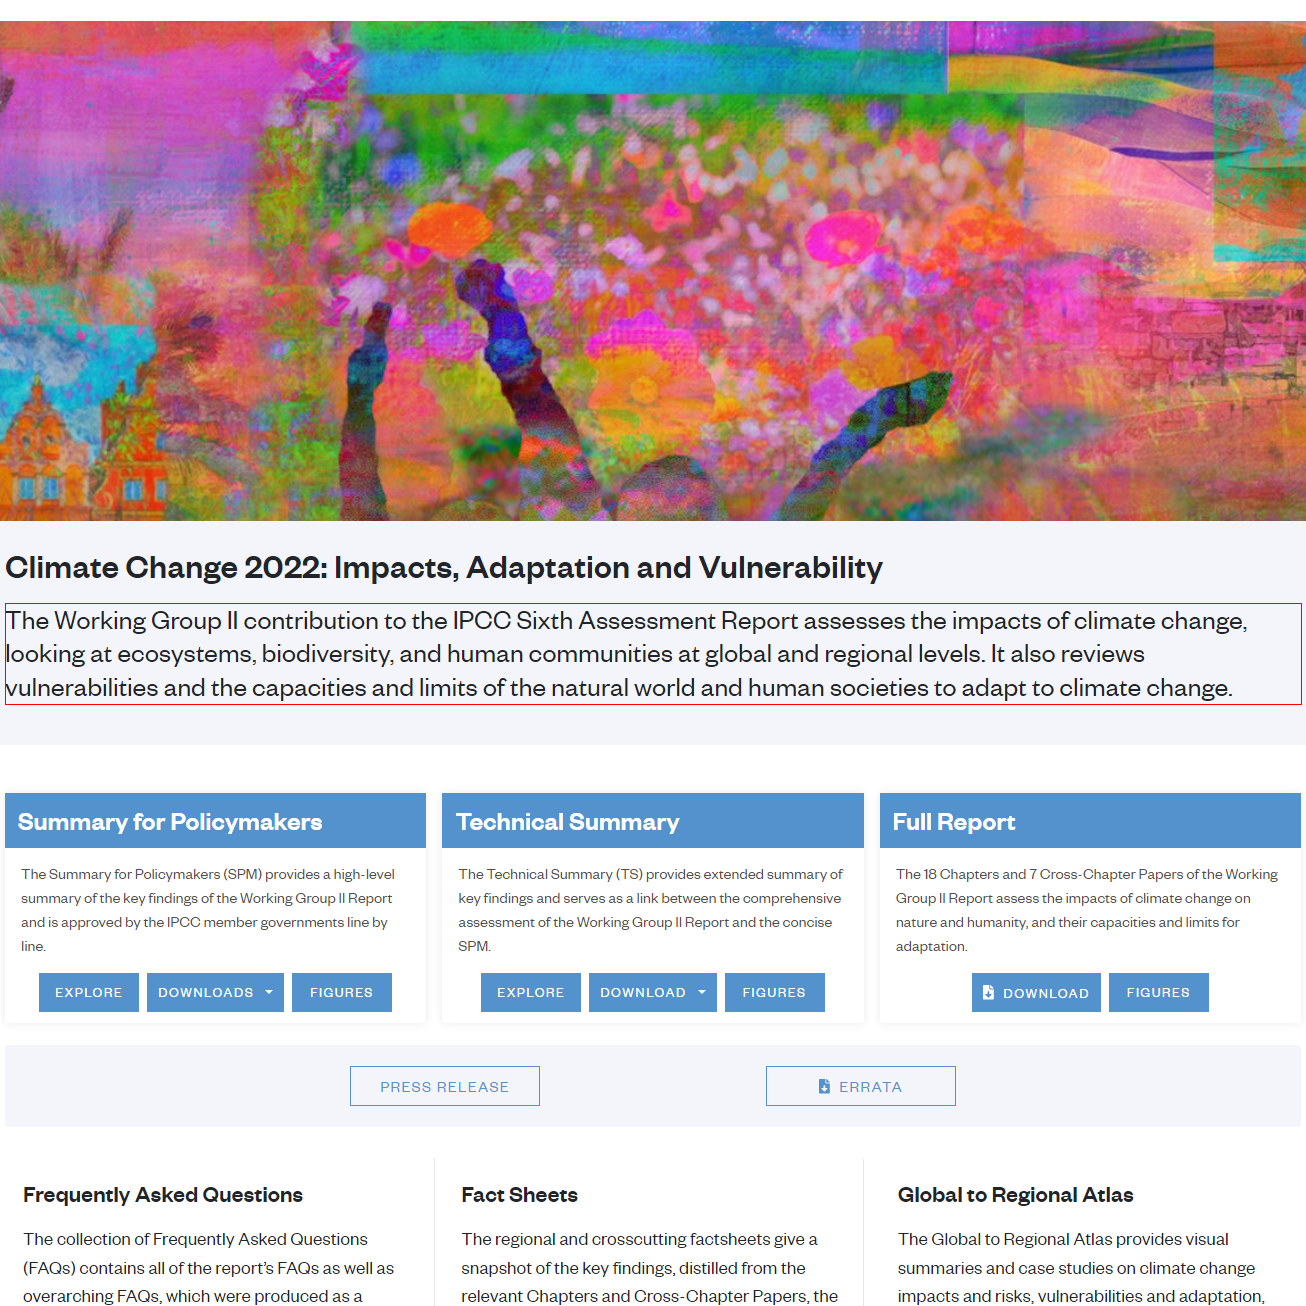 Climate Change 2022: Impacts, Adaptation and Vulnerability
The Working Group II contribution to the IPCC Sixth Assessment Report assesses the impacts of climate change,
looking at ecosystems, biodiversity, and human communities at global and regional levels. It also reviews
vulnerabilities and the capacities and limits of the natural world and human societies to adapt to climate change.
Summary for Policymakers
The Summary for Policymakers (SPM) provides a high-level
summary of the key findings of the Working Group II Report
and is approved by the IPCC member governments line by
line.
EXPLORE
DOWNLOADS
FIGURES
Technical Summary
The Technical Summary (TS) provides extended summary of
key findings and serves as a link between the comprehensive
assessment of the Working Group II Report and the concise
SPM.
EXPLORE
DOWNLOAD
FIGURES
Full Report
The 18 Chapters and 7 Cross-Chapter Papers of the Working
Group II Report assess the impacts of climate change on
nature and humanity, and their capacities and limits for
adaptation.
DOWNLOAD
FIGURES
PRESS RELEASE
ERRATA
Frequently Asked Questions
The collection of Frequently Asked Questions
(FAQs) contains all of the report's FAQs as well as
overarching FAQs, which were produced as a
Fact Sheets
The regional and crosscutting factsheets give a
snapshot of the key findings, distilled from the
relevant Chapters and Cross-Chapter Papers, the
Global to Regional Atlas
The Global to Regional Atlas provides visual
summaries and case studies on climate change
impacts and risks, vulnerabilities and adaptation,